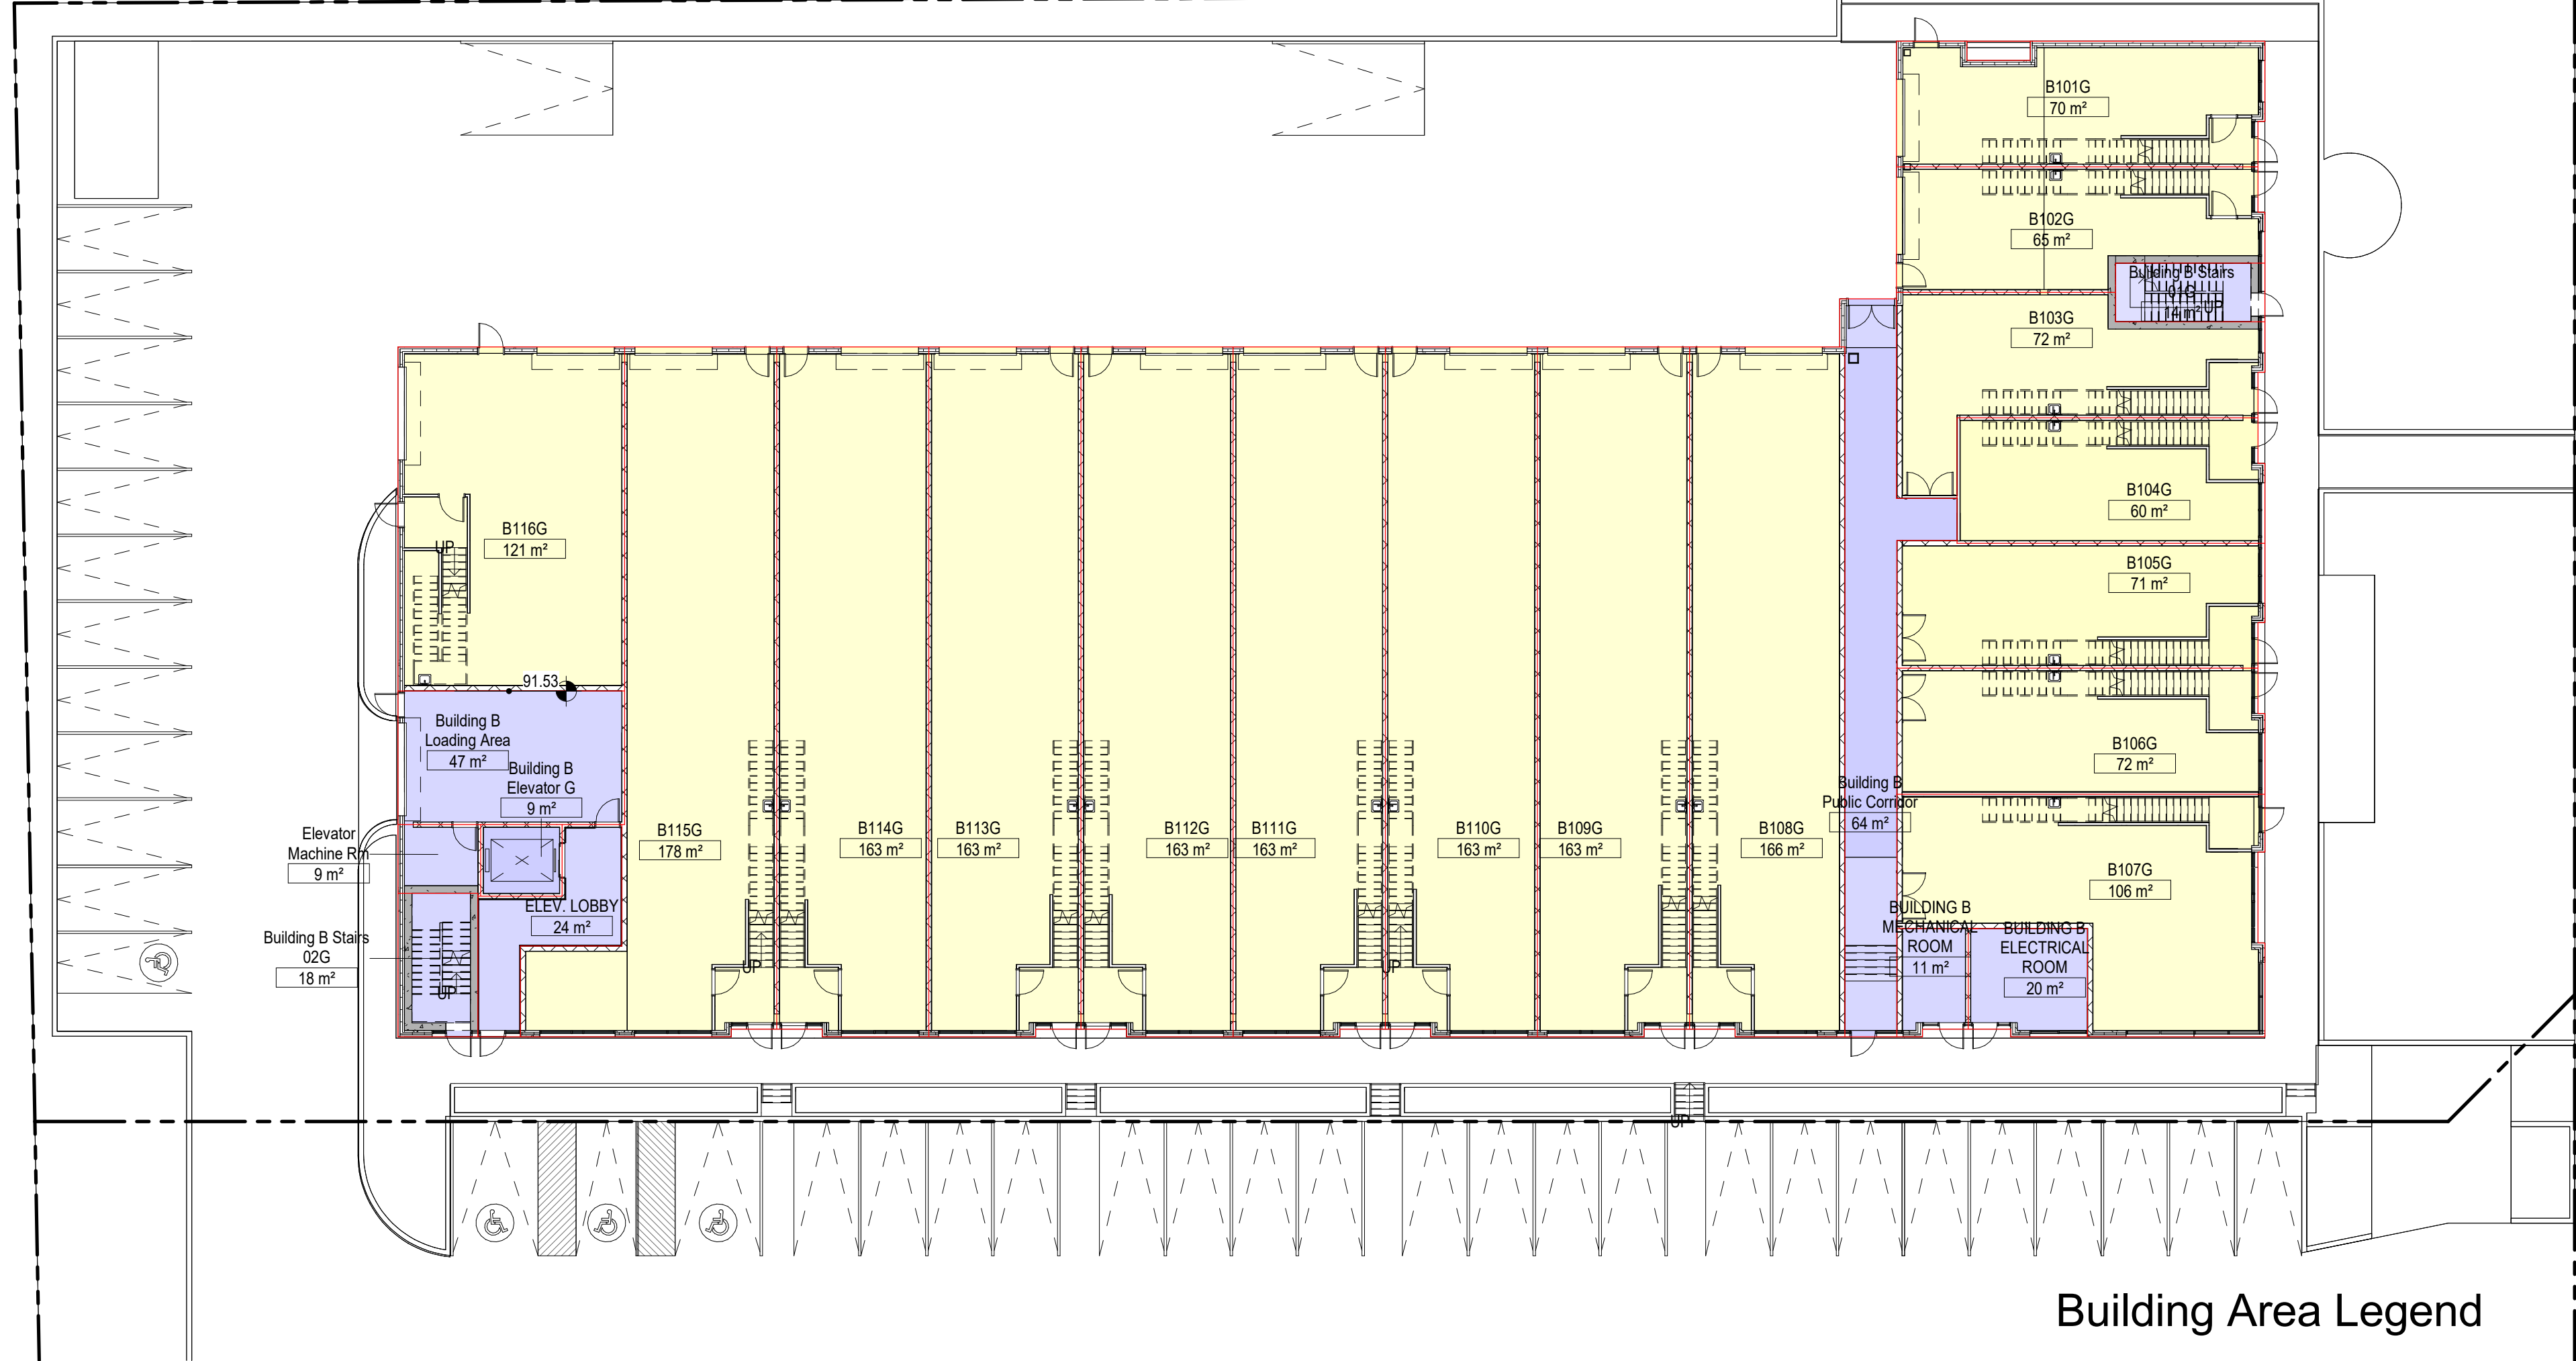 B101G
70 m²
B102G
65 m²
Building B Stairs
01G
14 m² UP
B103G
72 m²
B104G
60 m²
B116G
121 m²
UP
B105G
71 m²
91.53
Building B
Loading Area
47 m²
Building B
Elevator G
9 m²
B106G
72 m²
Building B
Public Corridor
64 m²
Elevator
Machine Rm
9 m²
B115G
178 m²
B114G
163 m²
B113G
163 m²
B112G
163 m²
B111G
163 m²
B110G
163 m²
B109G
163 m²
B108G
166 m²
B107G
106 m²
ELEV. LOBBY
24 m²
BUILDING B
MECHANICAL
ROOM
11 m²
BUILDING B
ELECTRICAL
ROOM
20 m²
Building B Stairs
02G
18 m²
UP
UP
UP
UP
Building Area Legend